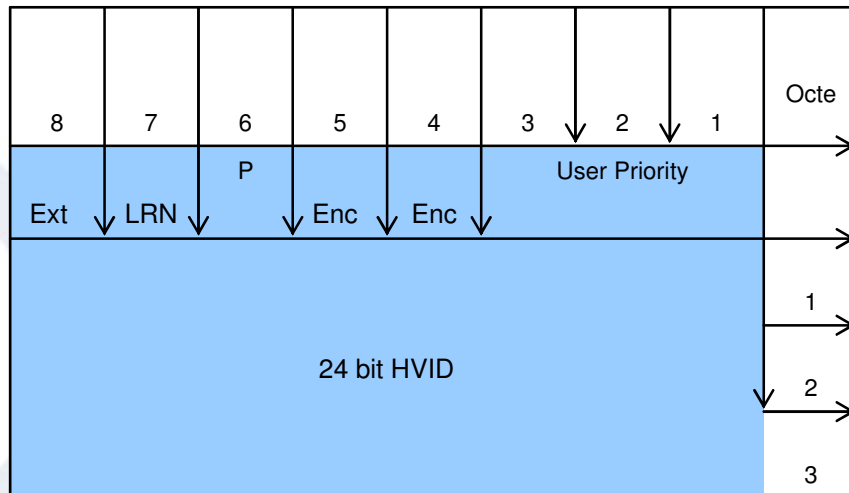 Octe
8 7 6 5 4 3 2 1
P User Priority
Ext LRN Enc Enc
1
24 bit HVID
2
3